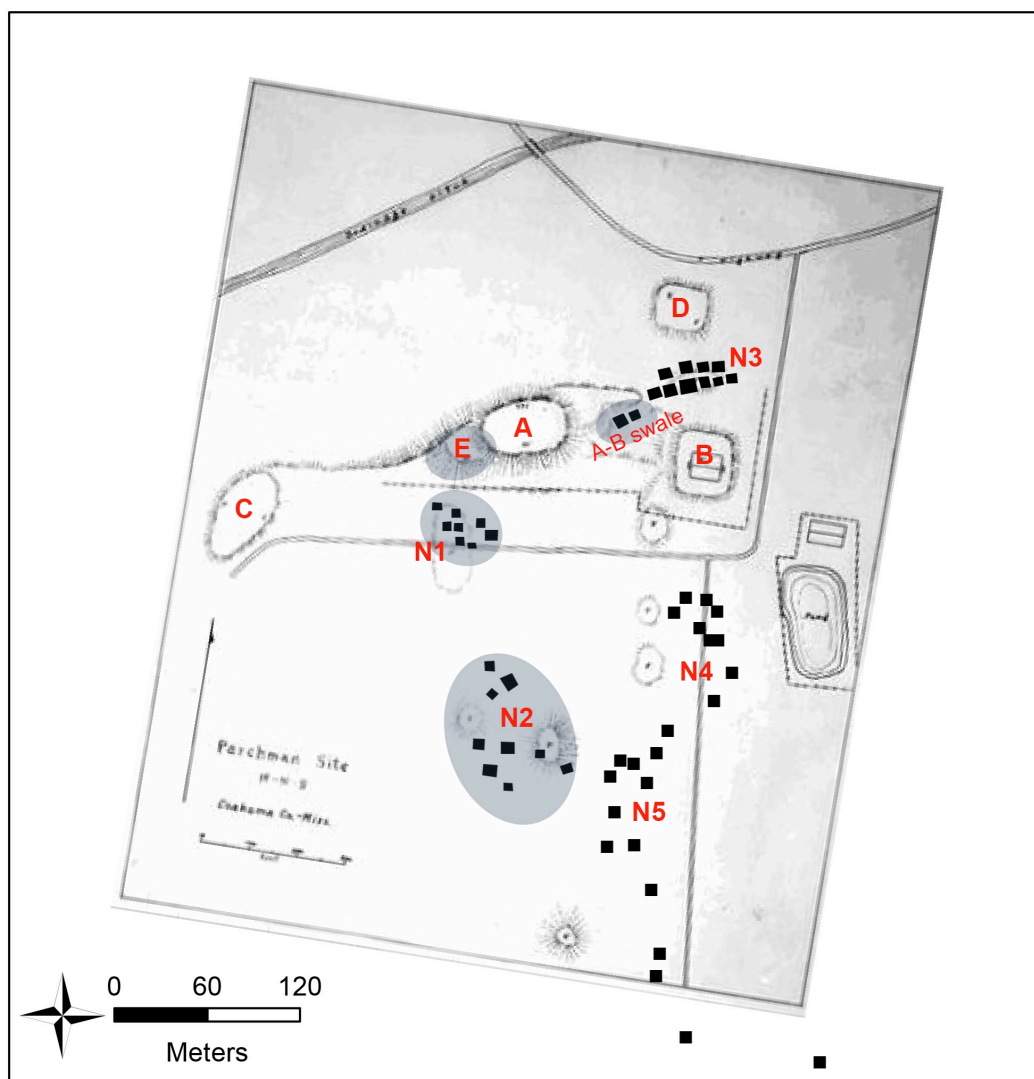 D
N3
A
A-B swale
E
B
C
N1
N4
N2
Parchman Site
Coahoma Co.-Miss.
N5
0 60 120
Meters